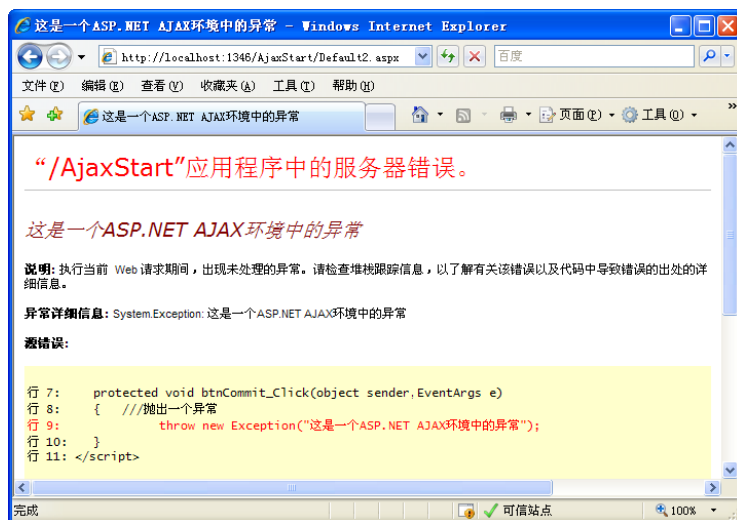 这是一个ASP.NET AJAX环境中的异常 - Windows Internet Explorer
http://localhost:1346/AjaxStart/Default2.aspx 百度
文件(F) 编辑(E) 查看(V) 收藏夹(A) 工具(T) 帮助(H)
这是一个ASP.NET AJAX环境中的异常 页面(P) 工具(O) »
“/AjaxStart”应用程序中的服务器错误。
这是一个ASP.NET AJAX环境中的异常
说明: 执行当前 Web 请求期间，出现未处理的异常。请检查堆栈跟踪信息，以了解有关该错误以及代码中导致错误的出处的详
细信息。
异常详细信息: System.Exception: 这是一个ASP.NET AJAX环境中的异常
源错误:
行 7: protected void btnCommit_Click(object sender,EventArgs e)
行 8: { ///抛出一个异常
行 9: throw new Exception("这是一个ASP.NET AJAX环境中的异常");
行 10: }
行 11: </script>
完成 可信站点 100%